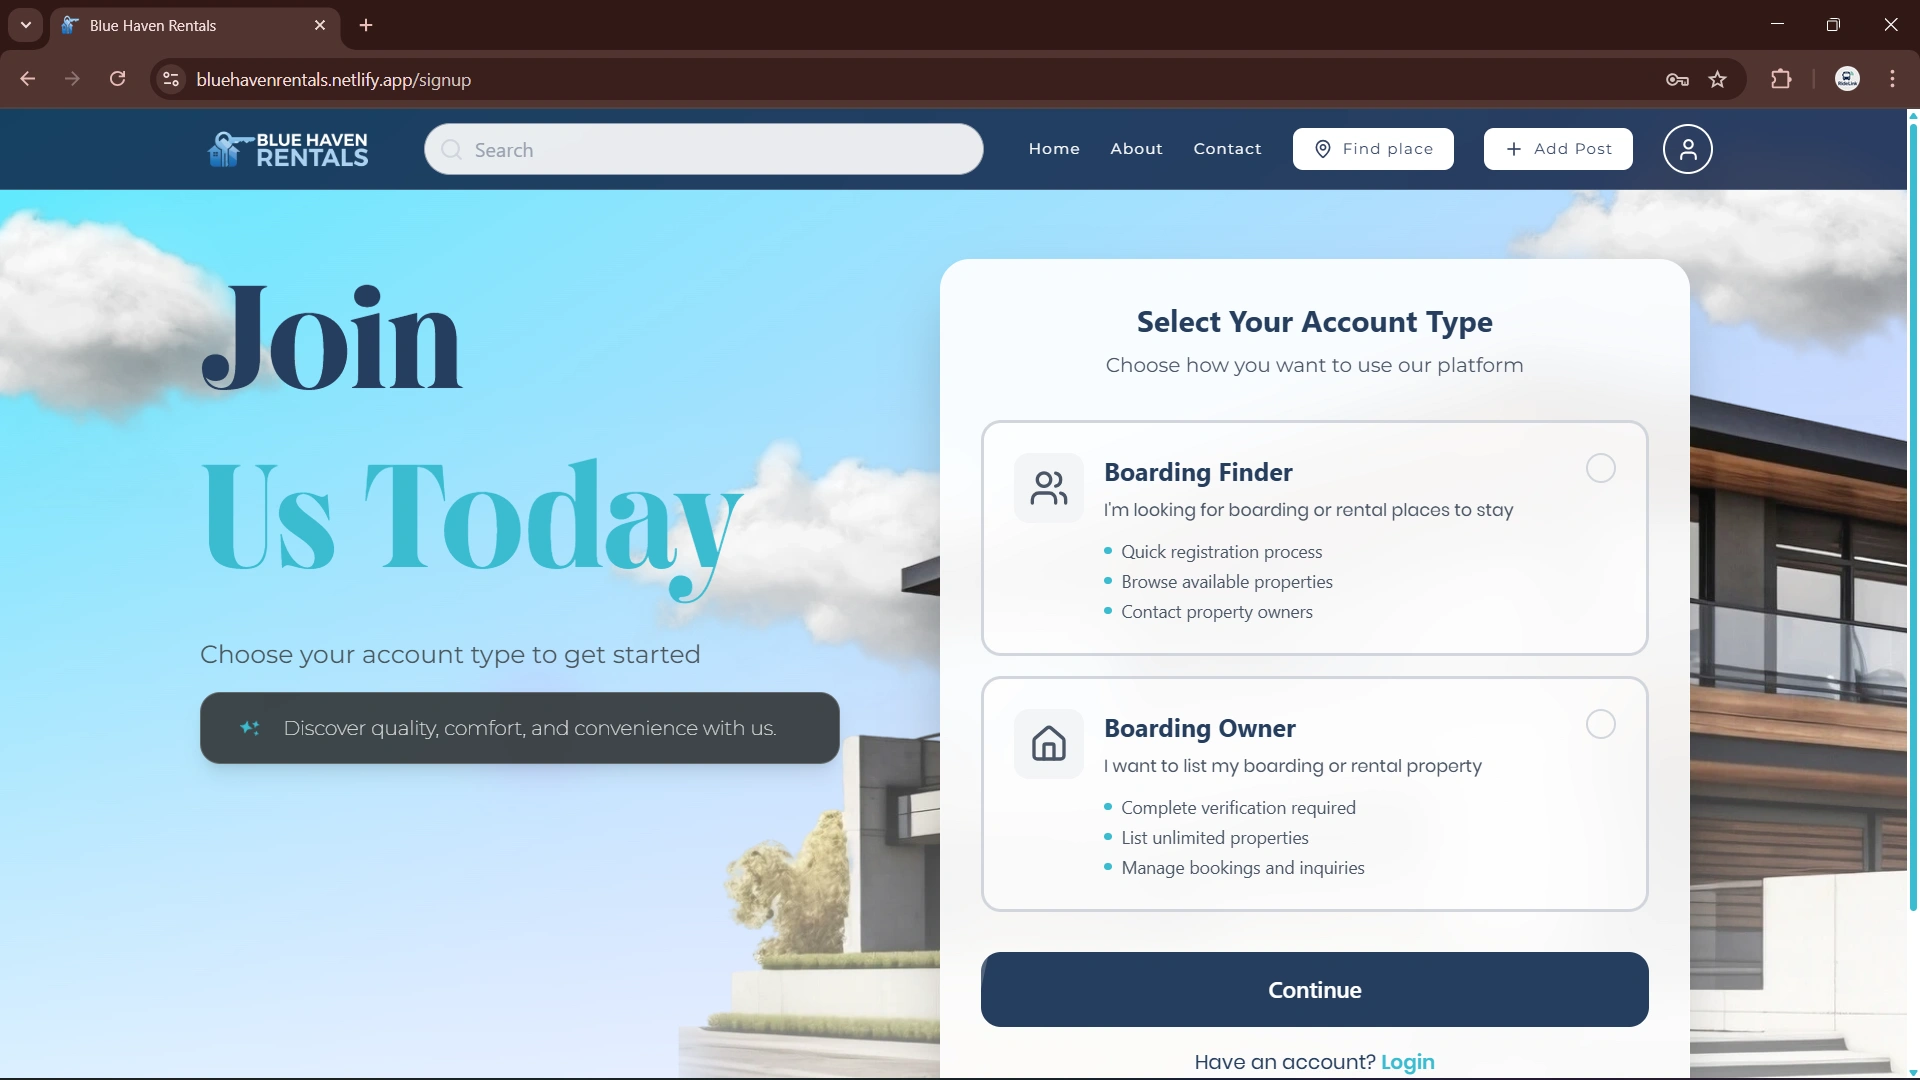 Blue Haven Rentals
bluehavenrentals.netlify.app/signup
BLUE HAVEN
RENTALS
Search
Home
About
Contact
Find place
Add Post
Join
Us Today
Choose your account type to get started
Discover quality, comfort, and convenience with us.
Select Your Account Type
Choose how you want to use our platform
Boarding Finder
I'm looking for boarding or rental places to stay
Quick registration process
Browse available properties
Contact property owners
Boarding Owner
I want to list my boarding or rental property
Complete verification required
List unlimited properties
Manage bookings and inquiries
Continue
Have an account? Login